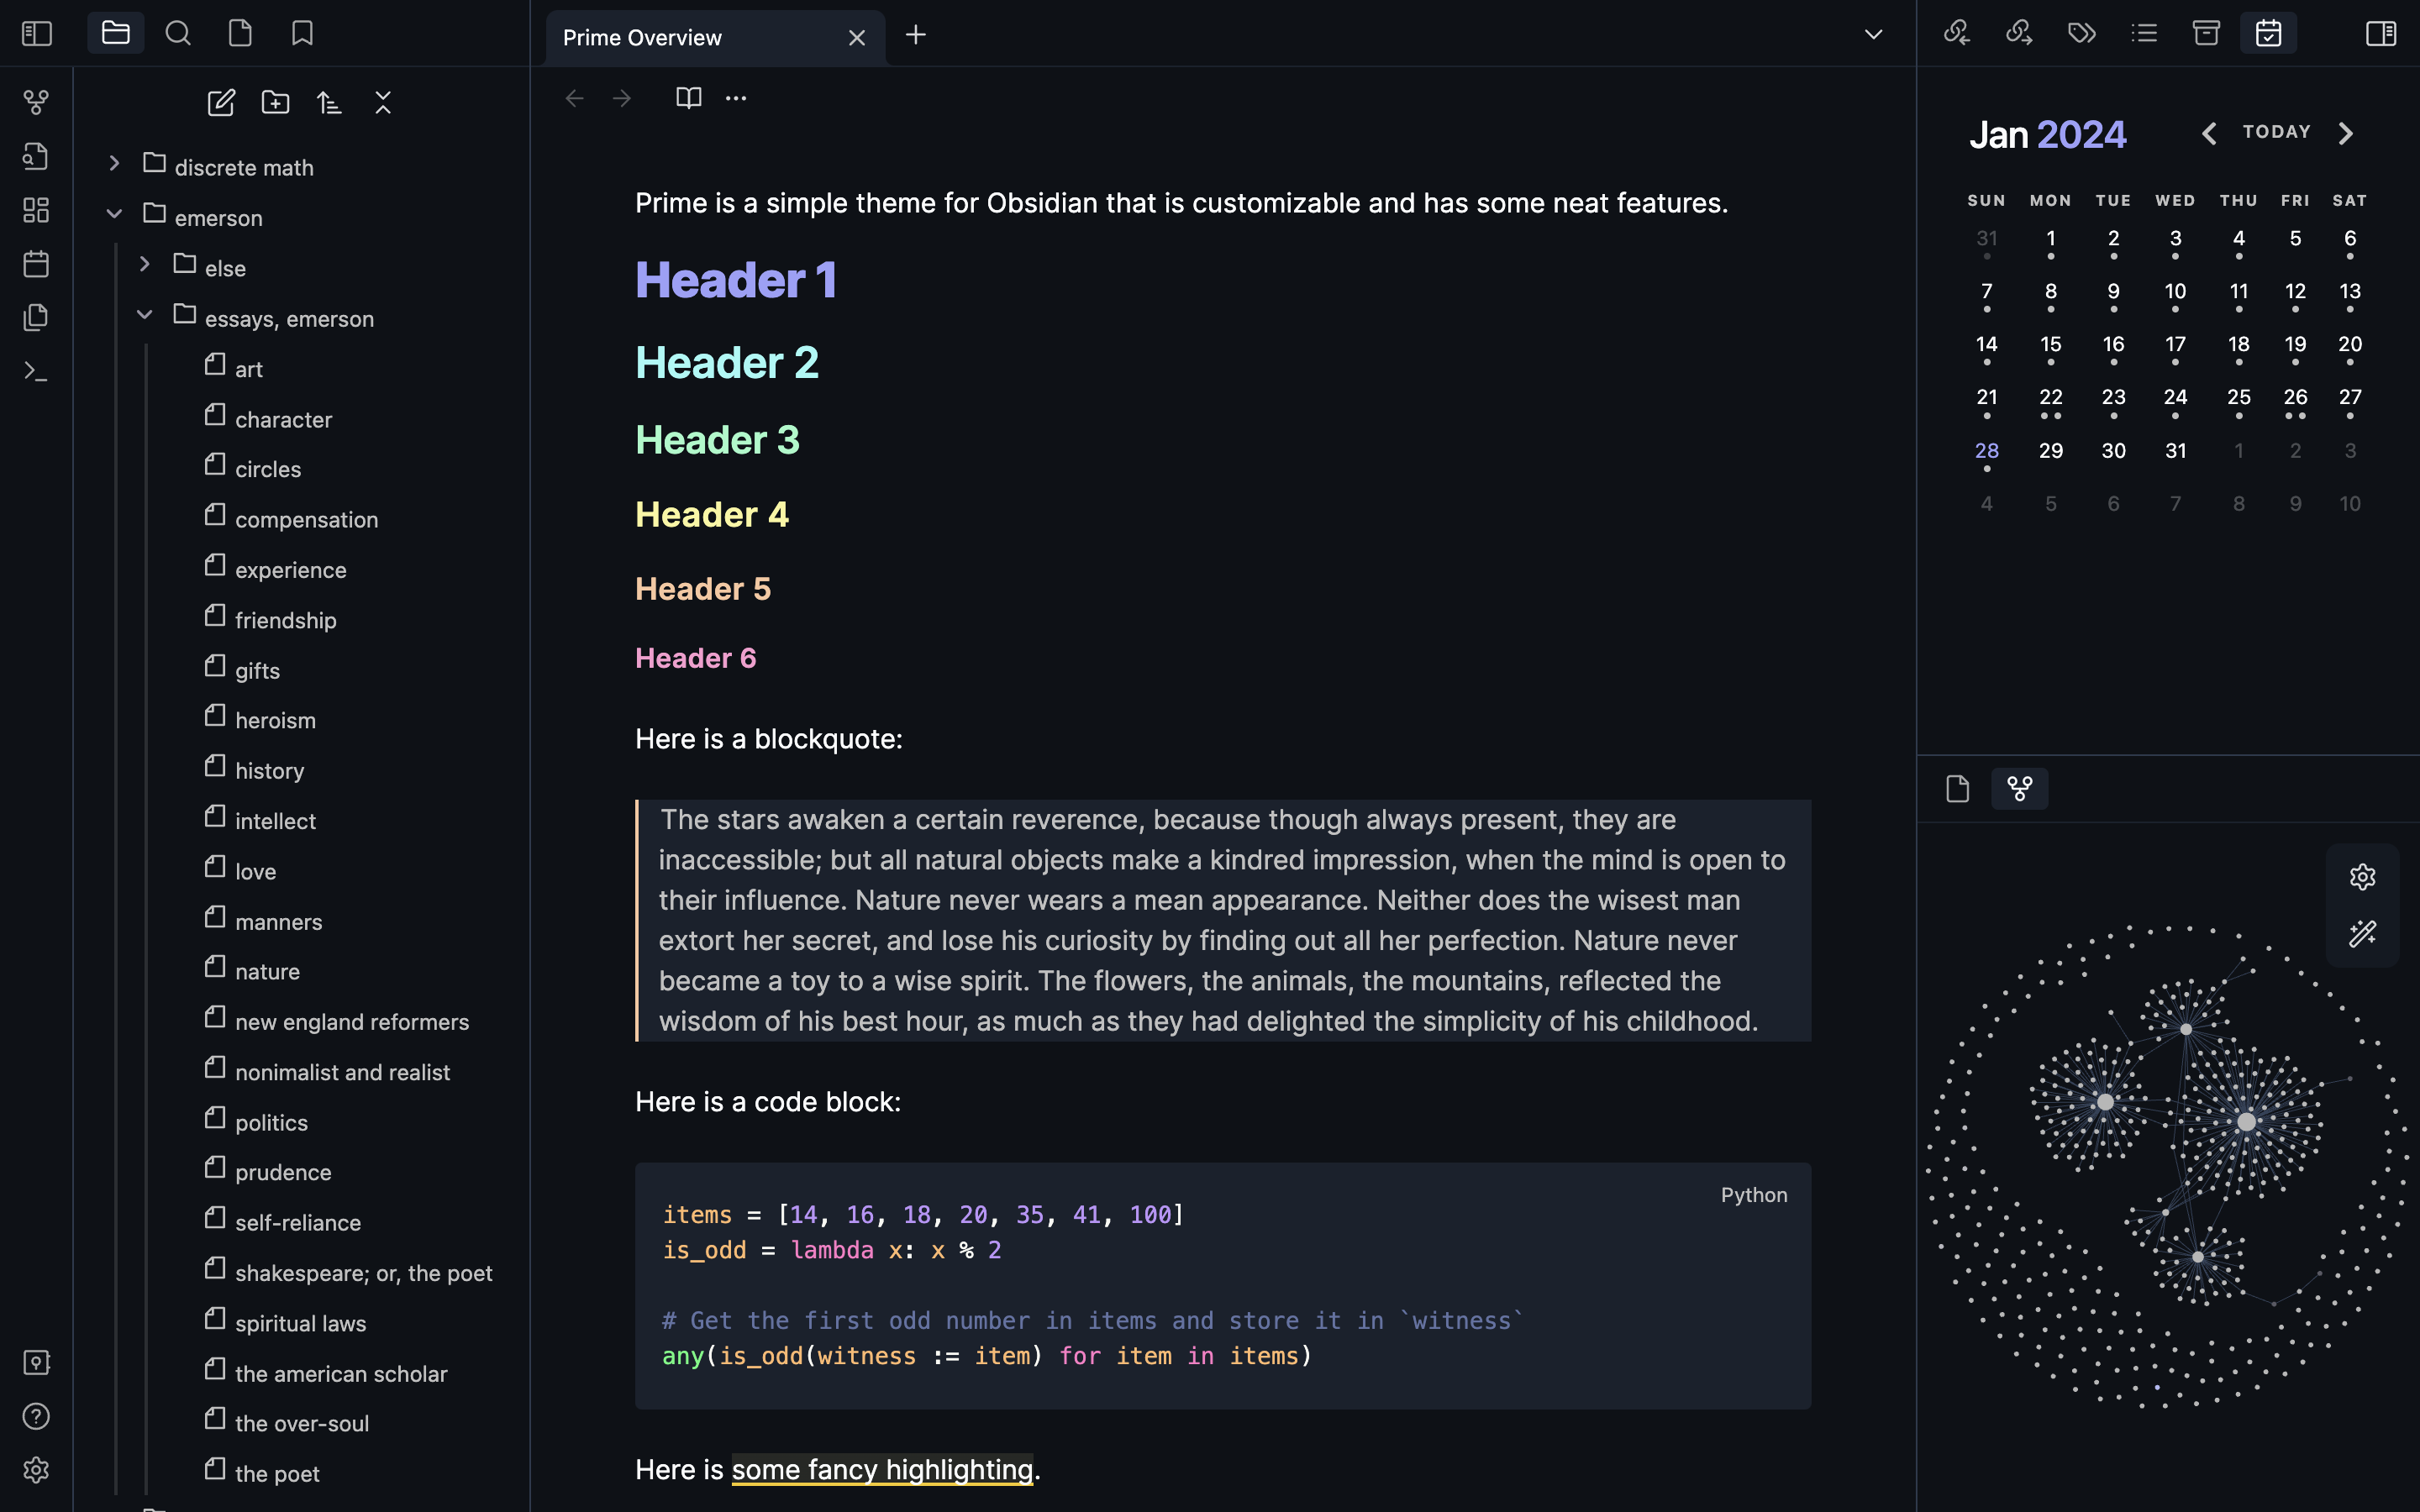 Prime Overview
discrete math
emerson
else
essays, emerson
art
character
circles
compensation
experience
friendship
gifts
heroism
history
intellect
love
manners
nature
new england reformers
nonimalist and realist
politics
prudence
self-reliance
shakespeare; or, the poet
spiritual laws
the american scholar
the over-soul
the poet
Prime is a simple theme for Obsidian that is customizable and has some neat features.
Header 1
Header 2
Header 3
Header 4
Header 5
Header 6
Here is a blockquote:
The stars awaken a certain reverence, because though always present, they are
inaccessible; but all natural objects make a kindred impression, when the mind is open to
their influence. Nature never wears a mean appearance. Neither does the wisest man
extort her secret, and lose his curiosity by finding out all her perfection. Nature never
became a toy to a wise spirit. The flowers, the animals, the mountains, reflected the
wisdom of his best hour, as much as they had delighted the simplicity of his childhood.
Here is a code block:
Python
items = [14, 16, 18, 20, 35, 41, 100]
is_odd = lambda x: x % 2
# Get the first odd number in items and store it in `witness`
any(is_odd(witness := item) for item in items)
Here is some fancy highlighting.
Jan 2024
TODAY
SUN MON TUE WED THU FRI SAT
31 1 2 3 4 5 6
7 8 9 10 11 12 13
14 15 16 17 18 19 20
21 22 23 24 25 26 27
28 29 30 31 1 2 3
4 5 6 7 8 9 10